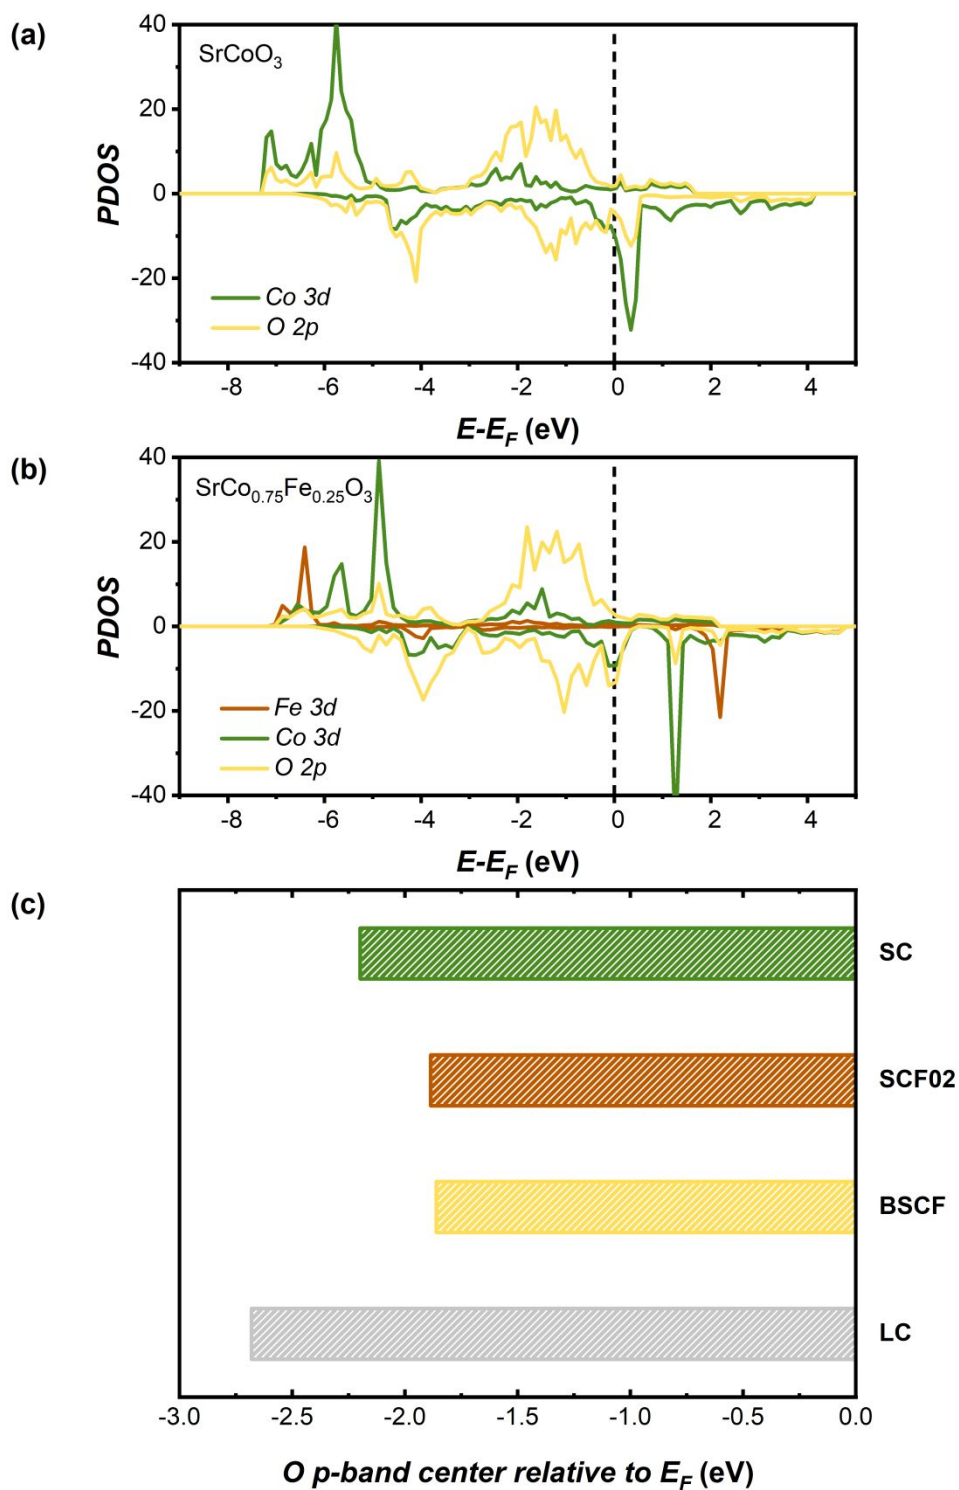 (a)
SrCoO₃
PDOS
40
20
0
-20
-40
Co 3d
O 2p
-8 -6 -4 -2 0 2 4
E-E_F (eV)
(b)
SrCo₀.₇₅Fe₀.₂₅O₃
PDOS
40
20
0
-20
-40
Fe 3d
Co 3d
O 2p
-8 -6 -4 -2 0 2 4
E-E_F (eV)
(c)
SC
SCF02
BSCF
LC
-3.0 -2.5 -2.0 -1.5 -1.0 -0.5 0.0
O p-band center relative to E_F (eV)